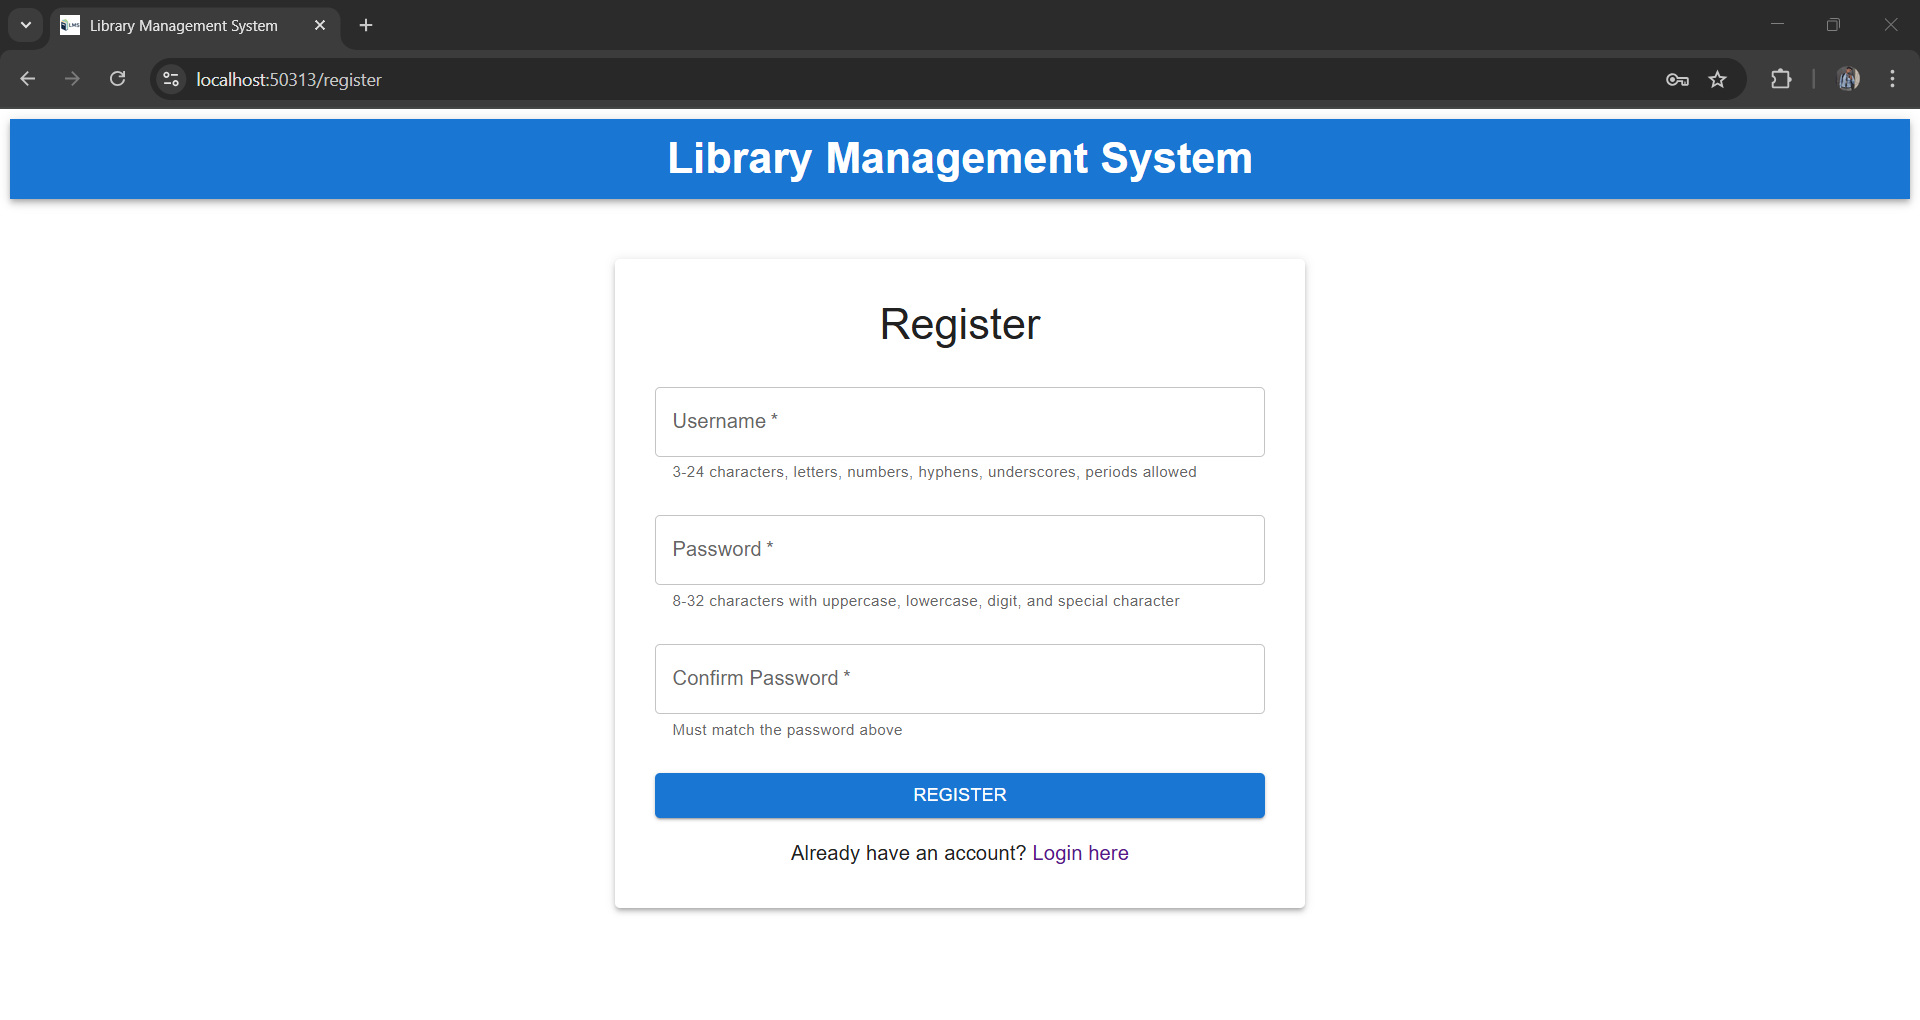 Library Management System
localhost:50313/register
Library Management System
Register
Username *
3-24 characters, letters, numbers, hyphens, underscores, periods allowed
Password *
8-32 characters with uppercase, lowercase, digit, and special character
Confirm Password *
Must match the password above
REGISTER
Already have an account? Login here